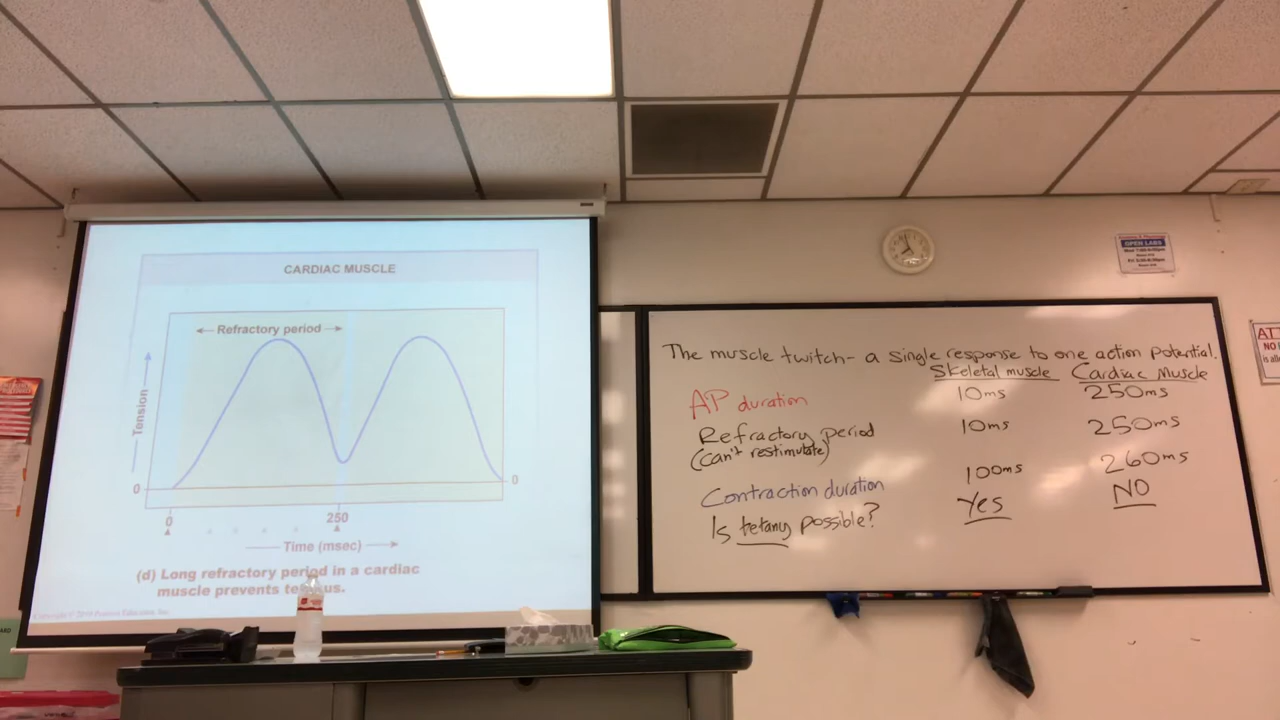 CARDIAC MUSCLE
Refractory period
Tension
0
0
0
250
Time (msec)
(d) Long refractory period in a cardiac
muscle prevents
The muscle twitch- a single response to one action potential.
Skeletal muscle Cardiac Muscle
AP duration 10ms 250ms
Refractory period 10ms 250ms
(can't restimulate)
Contraction duration 100ms 260ms
Is tetany possible? Yes NO
OPEN LABS